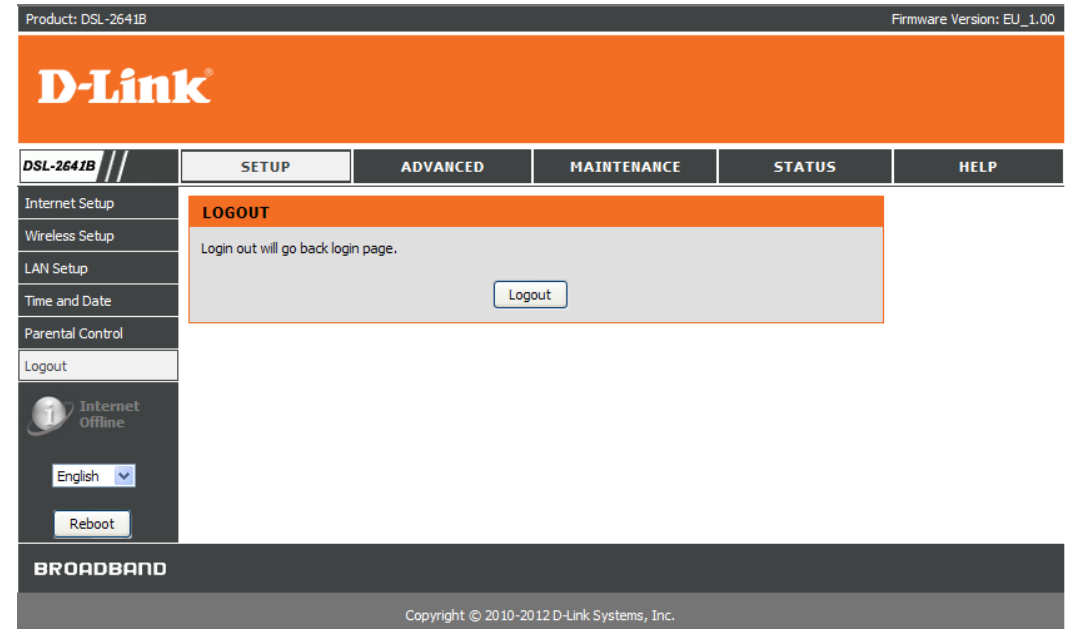 Product: DSL-2641B
Firmware Version: EU_1.00
D-Link®
DSL-2641B
SETUP
ADVANCED
MAINTENANCE
STATUS
HELP
Internet Setup
Wireless Setup
LAN Setup
Time and Date
Parental Control
Logout
Internet
Offline
English
Reboot
LOGOUT
Login out will go back login page.
Logout
BROADBAND
Copyright © 2010-2012 D-Link Systems, Inc.